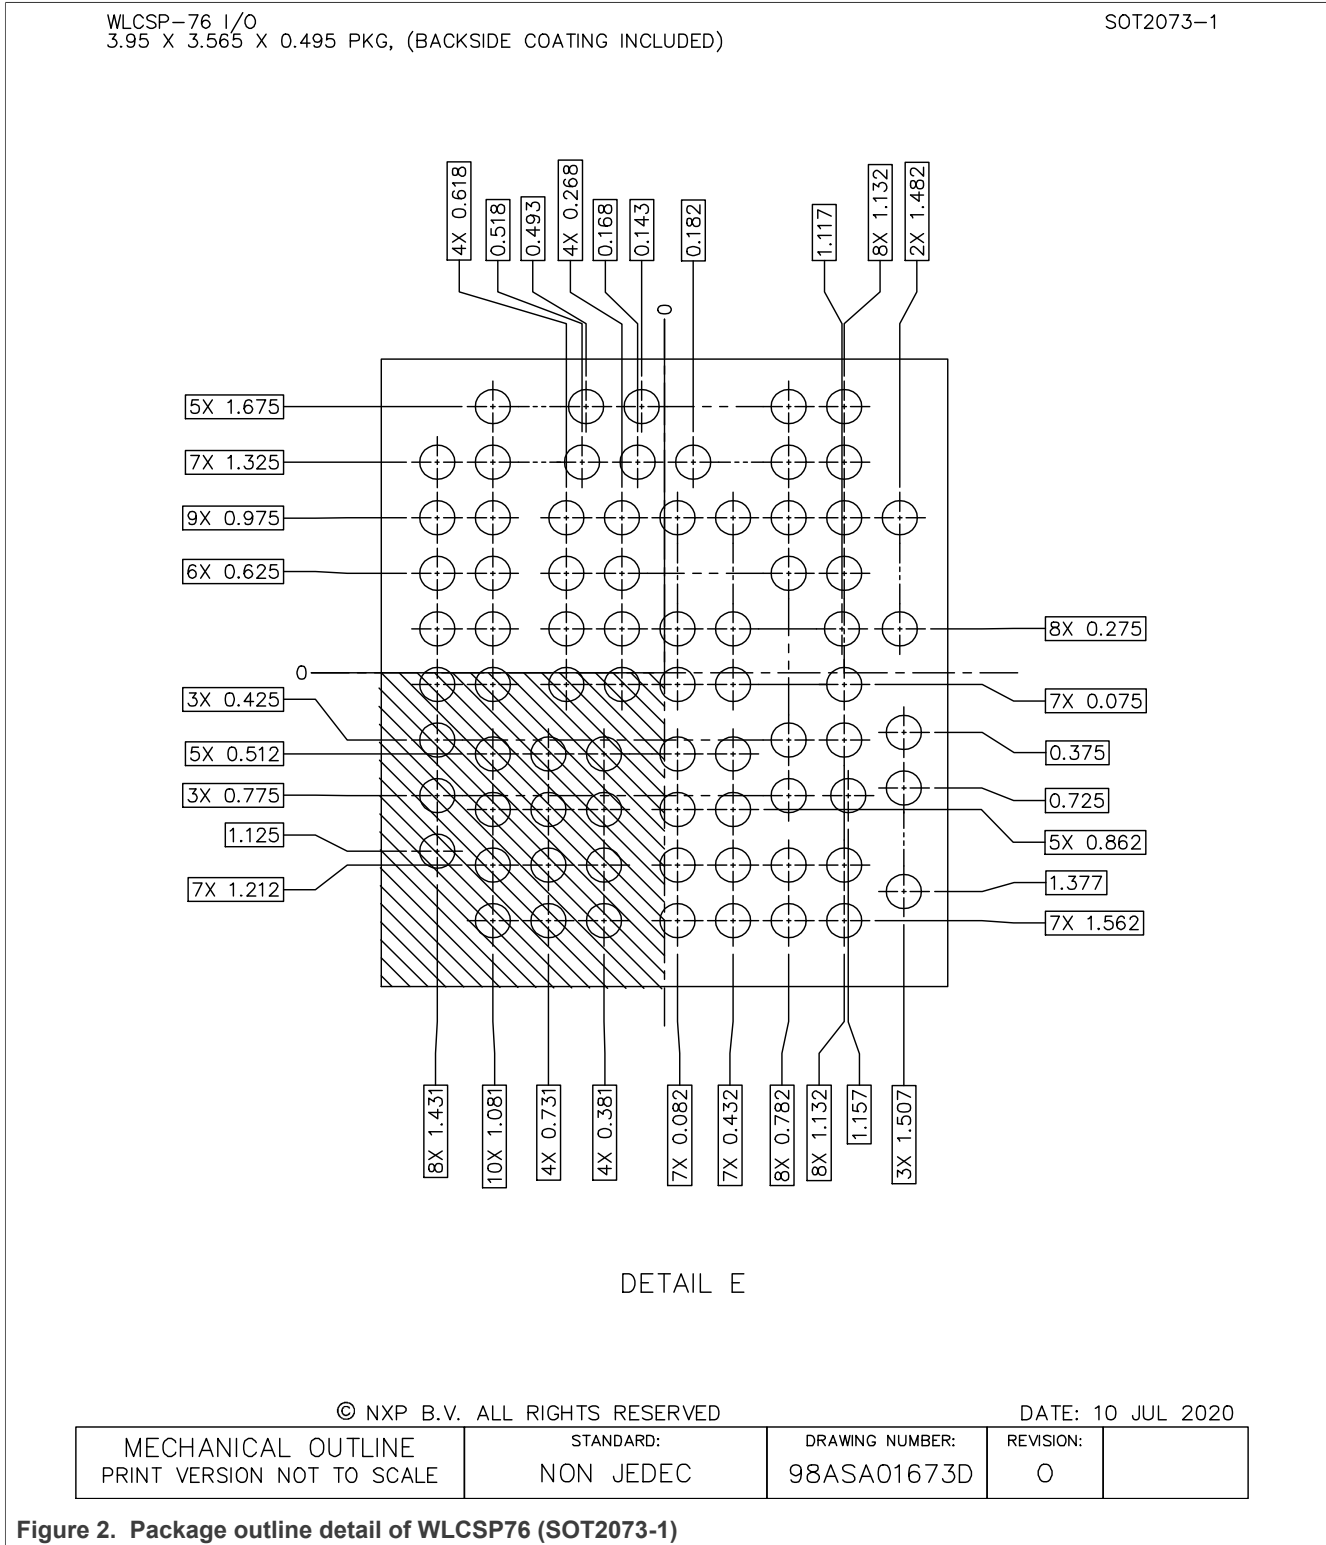 WLCSP-76 I/O
SOT2073-1
3.95 X 3.565 X 0.495 PKG, (BACKSIDE COATING INCLUDED)
4X 0.618
0.518
0.493
4X 0.268
0.168
0.143
0.182
1.117
8X 1.132
2X 1.482
0
5X 1.675
7X 1.325
9X 0.975
6X 0.625
8X 0.275
0
3X 0.425
7X 0.075
5X 0.512
0.375
3X 0.775
0.725
1.125
5X 0.862
7X 1.212
1.377
7X 1.562
8X 1.431
10X 1.081
4X 0.731
4X 0.381
7X 0.082
7X 0.432
8X 0.782
8X 1.132
1.157
3X 1.507
DETAIL E
© NXP B.V. ALL RIGHTS RESERVED
DATE: 10 JUL 2020
MECHANICAL OUTLINE
PRINT VERSION NOT TO SCALE
STANDARD:
NON JEDEC
DRAWING NUMBER:
98ASA01673D
REVISION:
O
Figure 2. Package outline detail of WLCSP76 (SOT2073-1)